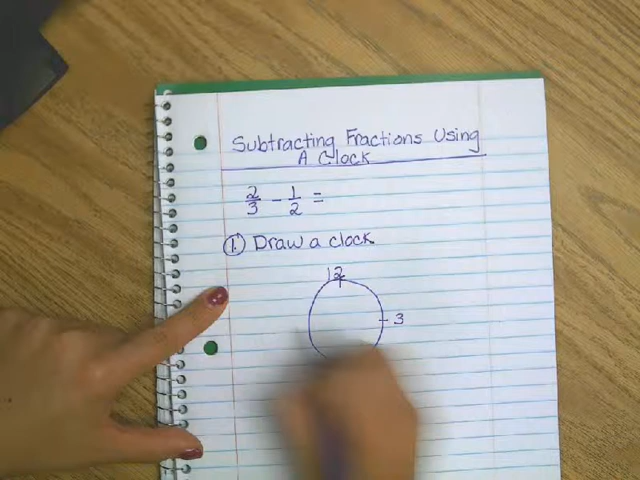 Subtracting Fractions Using
A Clock
2/3 - 1/2 =
1. Draw a clock
12
3